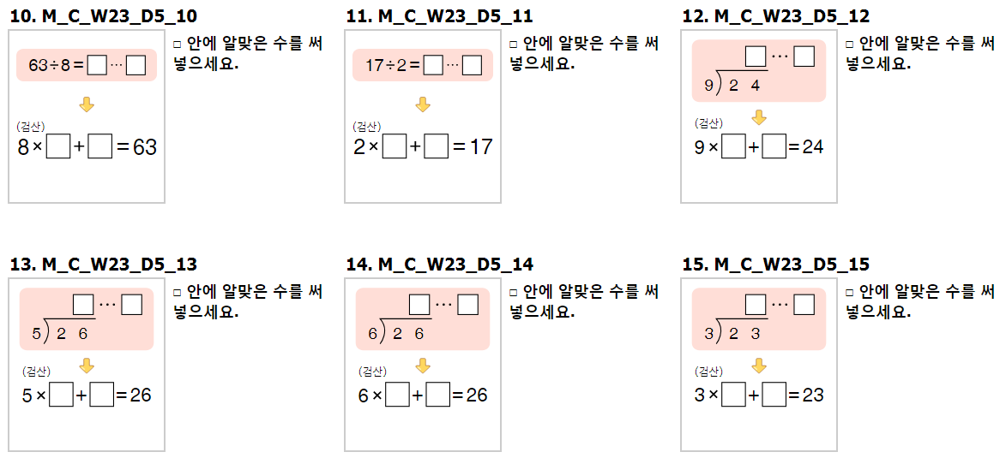 10. M_C_W23_D5_10
63÷8=□···□
(검산)
8×□+□=63
□ 안에 알맞은 수를 써
넣으세요.
11. M_C_W23_D5_11
17÷2=□···□
(검산)
2×□+□=17
□ 안에 알맞은 수를 써
넣으세요.
12. M_C_W23_D5_12
□···□
9)2 4
(검산)
9×□+□=24
□ 안에 알맞은 수를 써
넣으세요.
13. M_C_W23_D5_13
□···□
5)2 6
(검산)
5×□+□=26
□ 안에 알맞은 수를 써
넣으세요.
14. M_C_W23_D5_14
□···□
6)2 6
(검산)
6×□+□=26
□ 안에 알맞은 수를 써
넣으세요.
15. M_C_W23_D5_15
□···□
3)2 3
(검산)
3×□+□=23
□ 안에 알맞은 수를 써
넣으세요.